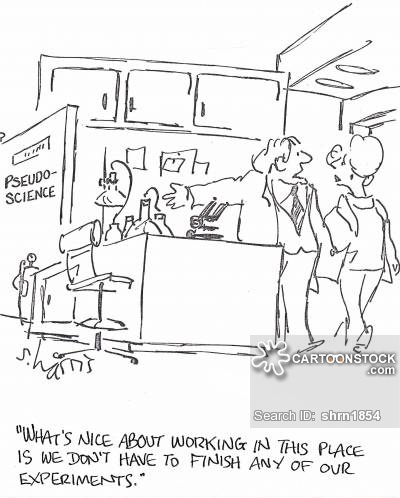 PSEUDO-
SCIENCE
S. Harris
CARTOONSTOCK
.com
Search ID: shrn1854
"WHAT'S NICE ABOUT WORKING IN THIS PLACE
IS WE DON'T HAVE TO FINISH ANY OF OUR
EXPERIMENTS."